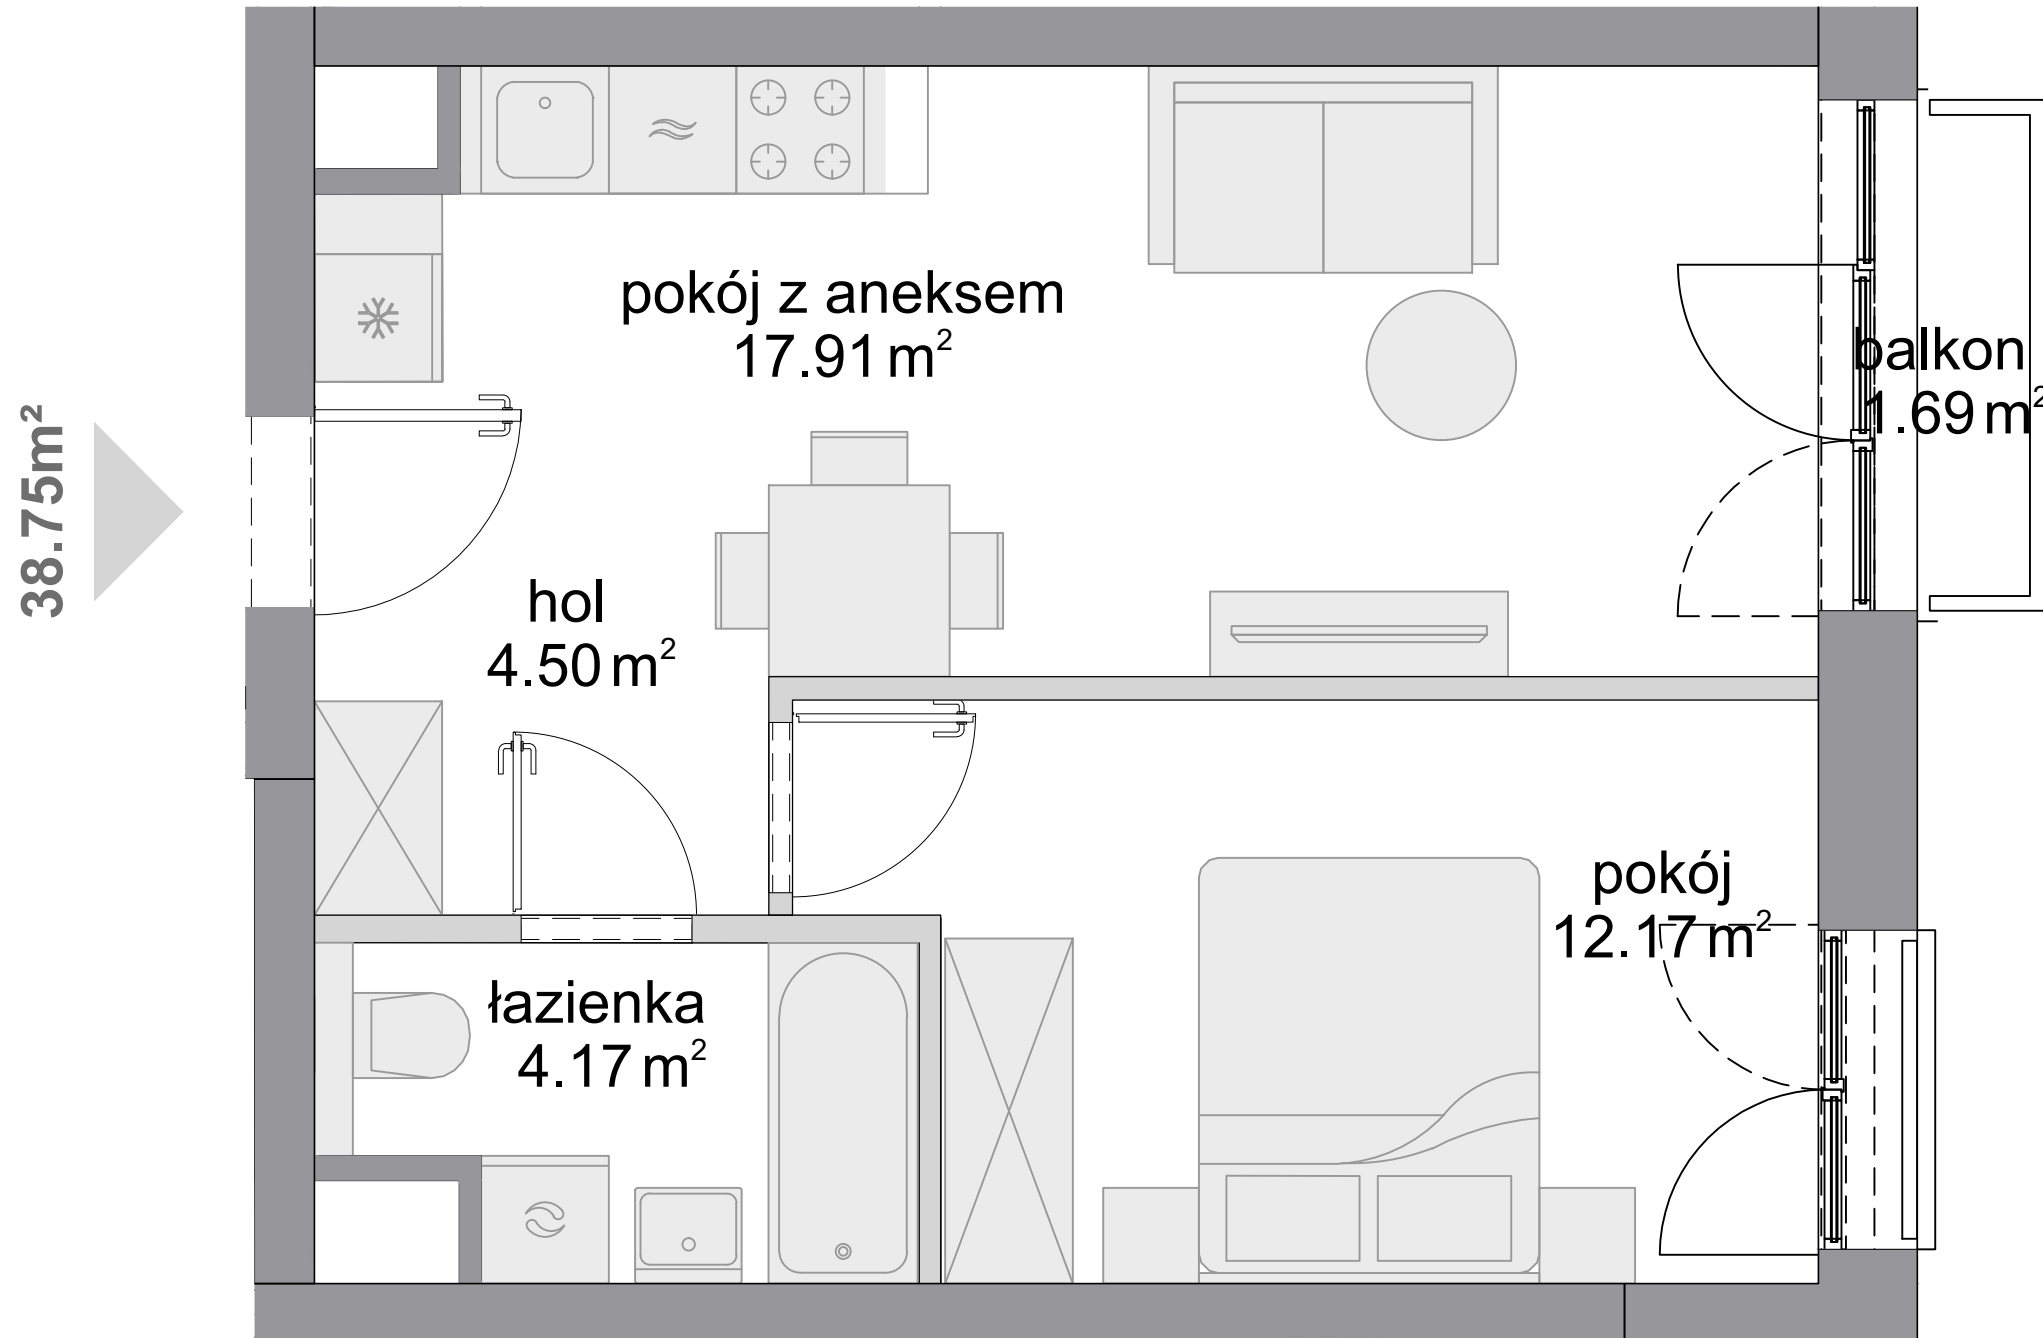 38.75m²
pokój z aneksem
17.91 m²
balkon
1.69 m²
hol
4.50 m²
pokój
12.17 m²
łazienka
4.17 m²